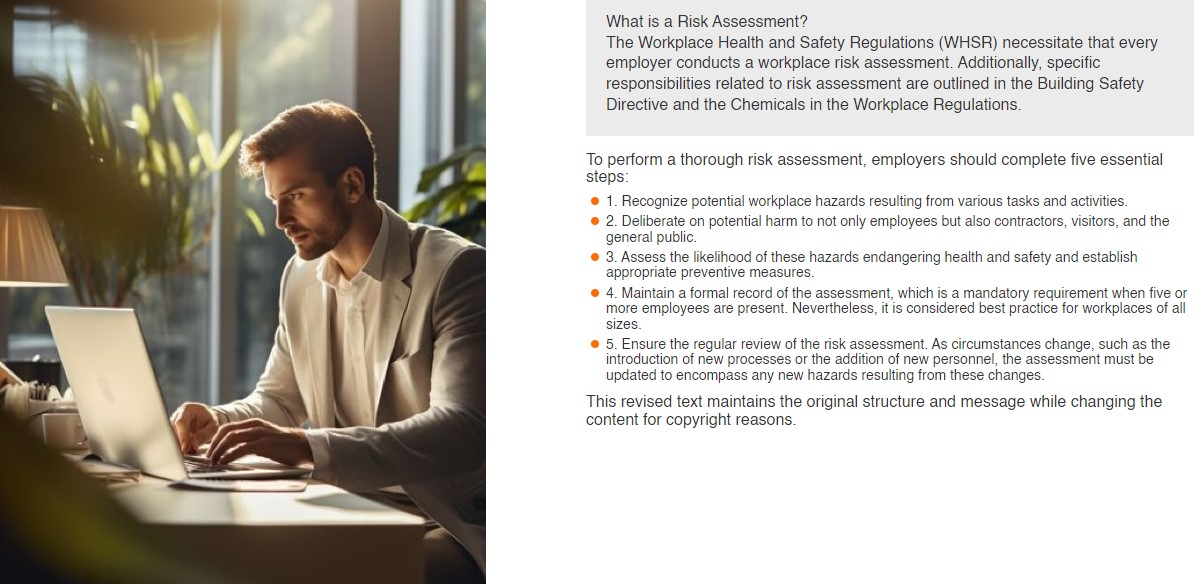 What is a Risk Assessment?
The Workplace Health and Safety Regulations (WHSR) necessitate that every
employer conducts a workplace risk assessment. Additionally, specific
responsibilities related to risk assessment are outlined in the Building Safety
Directive and the Chemicals in the Workplace Regulations.
To perform a thorough risk assessment, employers should complete five essential
steps:
1. Recognize potential workplace hazards resulting from various tasks and activities.
2. Deliberate on potential harm to not only employees but also contractors, visitors, and the
general public.
3. Assess the likelihood of these hazards endangering health and safety and establish
appropriate preventive measures.
4. Maintain a formal record of the assessment, which is a mandatory requirement when five or
more employees are present. Nevertheless, it is considered best practice for workplaces of all
sizes.
5. Ensure the regular review of the risk assessment. As circumstances change, such as the
introduction of new processes or the addition of new personnel, the assessment must be
updated to encompass any new hazards resulting from these changes.
This revised text maintains the original structure and message while changing the
content for copyright reasons.